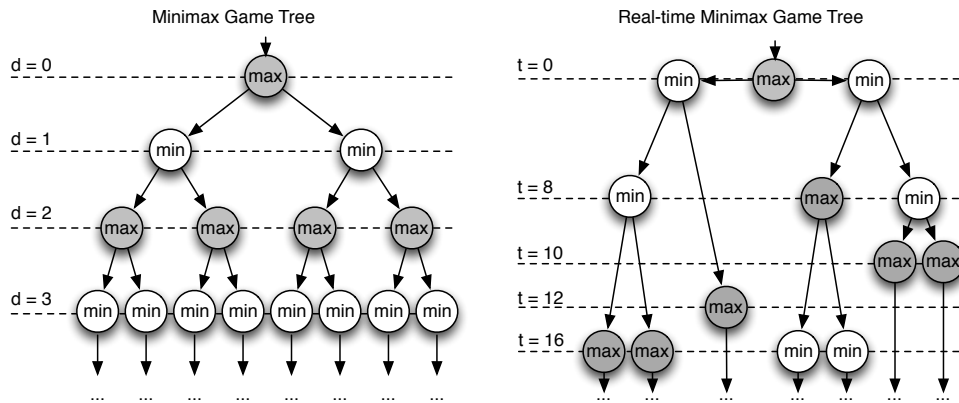 Minimax Game Tree
d = 0
max
d = 1
min min
d = 2
max max max max
d = 3
min min min min min min min min
... ... ... ... ... ... ... ...
Real-time Minimax Game Tree
t = 0
min max min
t = 8
min max min
t = 10
max max
t = 12
max
t = 16
max max min min
... ... ... ... ... ... ...